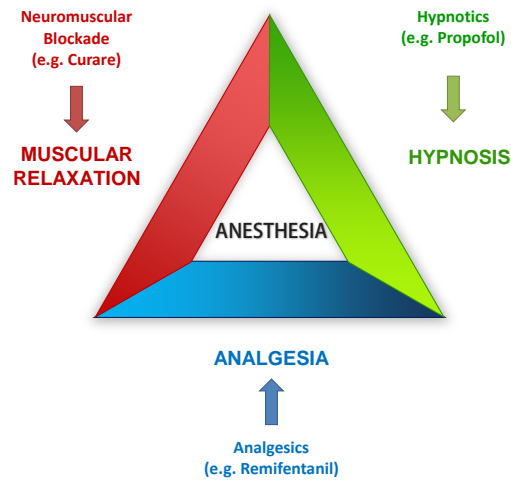 Neuromuscular
Blockade
(e.g. Curare)
MUSCULAR
RELAXATION
Hypnotics
(e.g. Propofol)
HYPNOSIS
ANESTHESIA
ANALGESIA
Analgesics
(e.g. Remifentanil)